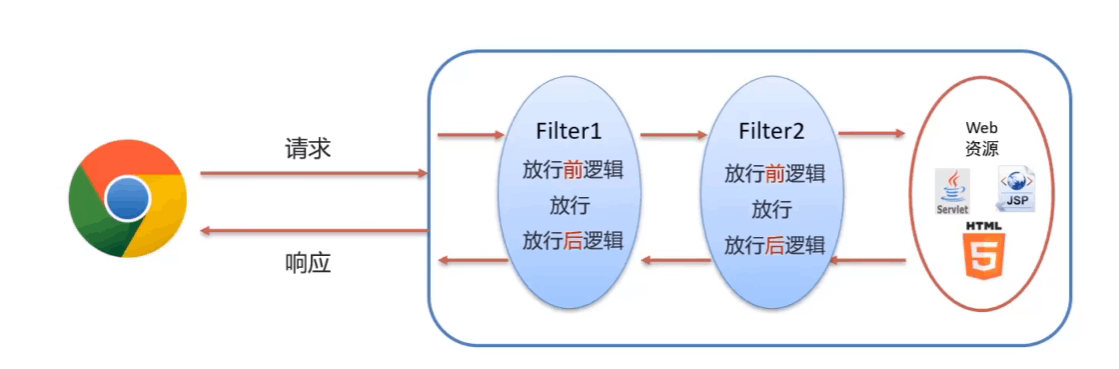 请求
响应
Filter1
放行前逻辑
放行
放行后逻辑
Filter2
放行前逻辑
放行
放行后逻辑
Web
资源
Servlet
JSP
HTML
5